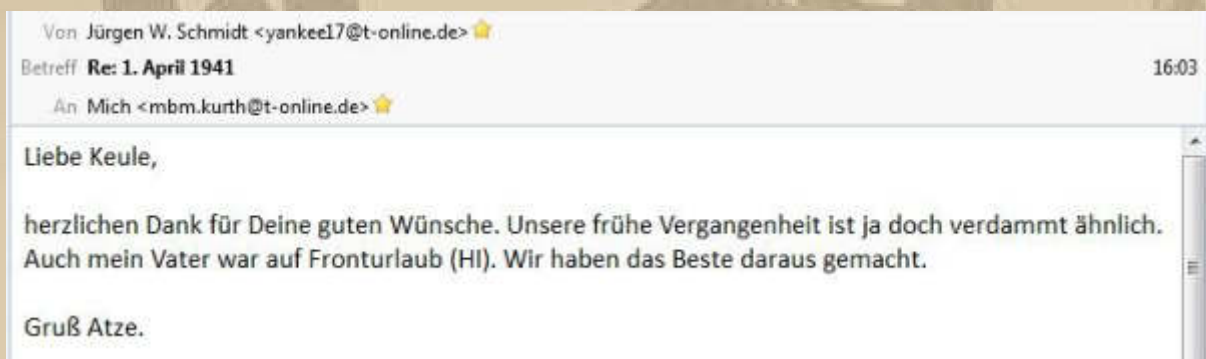 Von Jürgen W. Schmidt <yankee17@t-online.de>
Betreff Re: 1. April 1941 16:03
An Mich <mbm.kurth@t-online.de>
Liebe Keule,
herzlichen Dank für Deine guten Wünsche. Unsere frühe Vergangenheit ist ja doch verdammt ähnlich.
Auch mein Vater war auf Fronturlaub (HI). Wir haben das Beste daraus gemacht.
Gruß Atze.